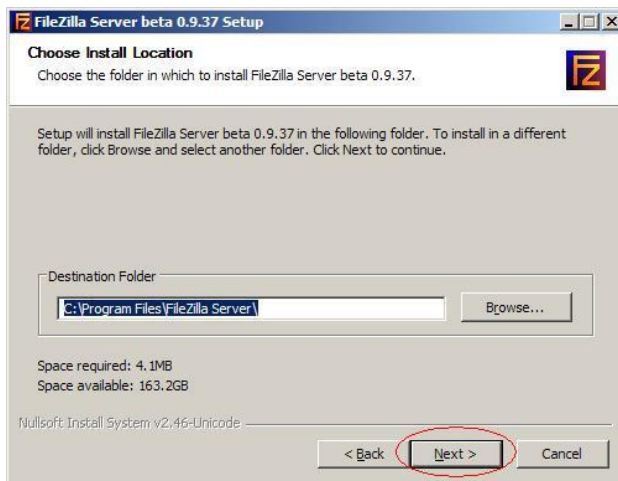 FileZilla Server beta 0.9.37 Setup
Choose Install Location
Choose the folder in which to install FileZilla Server beta 0.9.37.
FZ
Setup will install FileZilla Server beta 0.9.37 in the following folder. To install in a different
folder, click Browse and select another folder. Click Next to continue.
Destination Folder
C:\Program Files\FileZilla Server\
Browse...
Space required: 4.1MB
Space available: 163.2GB
Nullsoft Install System v2.46-Unicode
< Back
Next >
Cancel